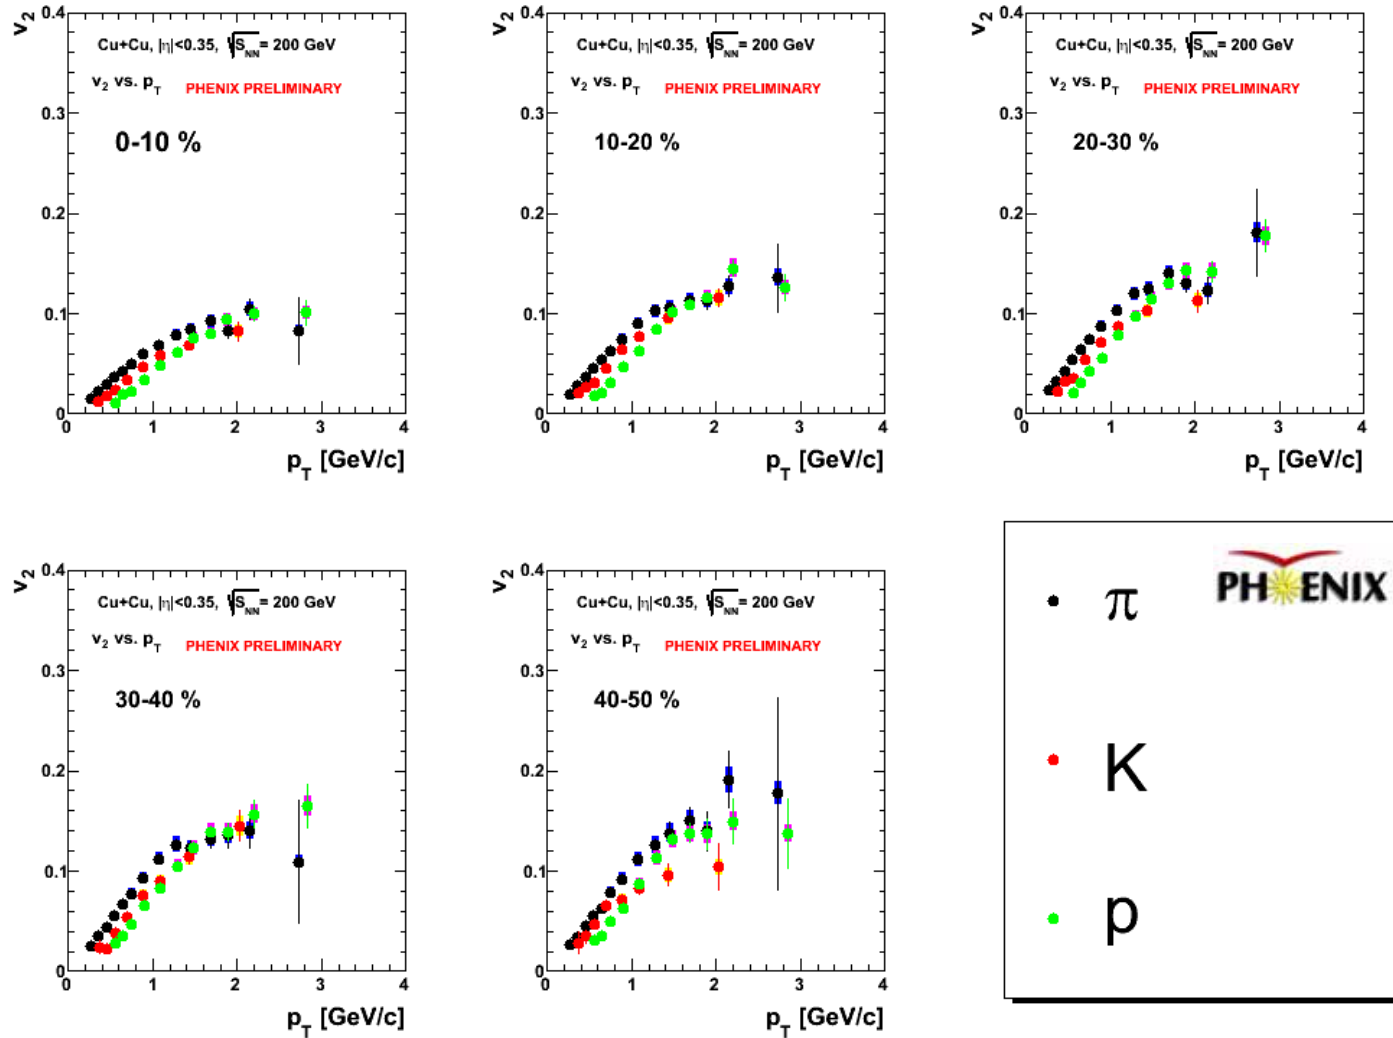 v2
0.4
0.3
0.2
0.1
0
Cu+Cu, |η|<0.35, √SNN = 200 GeV
v2 vs. pT PHENIX PRELIMINARY
0-10 %
0 1 2 3 4
pT [GeV/c]
v2
0.4
0.3
0.2
0.1
0
Cu+Cu, |η|<0.35, √SNN = 200 GeV
v2 vs. pT PHENIX PRELIMINARY
10-20 %
0 1 2 3 4
pT [GeV/c]
v2
0.4
0.3
0.2
0.1
0
Cu+Cu, |η|<0.35, √SNN = 200 GeV
v2 vs. pT PHENIX PRELIMINARY
20-30 %
0 1 2 3 4
pT [GeV/c]
v2
0.4
0.3
0.2
0.1
0
Cu+Cu, |η|<0.35, √SNN = 200 GeV
v2 vs. pT PHENIX PRELIMINARY
30-40 %
0 1 2 3 4
pT [GeV/c]
v2
0.4
0.3
0.2
0.1
0
Cu+Cu, |η|<0.35, √SNN = 200 GeV
v2 vs. pT PHENIX PRELIMINARY
40-50 %
0 1 2 3 4
pT [GeV/c]
PHENIX
π
K
p